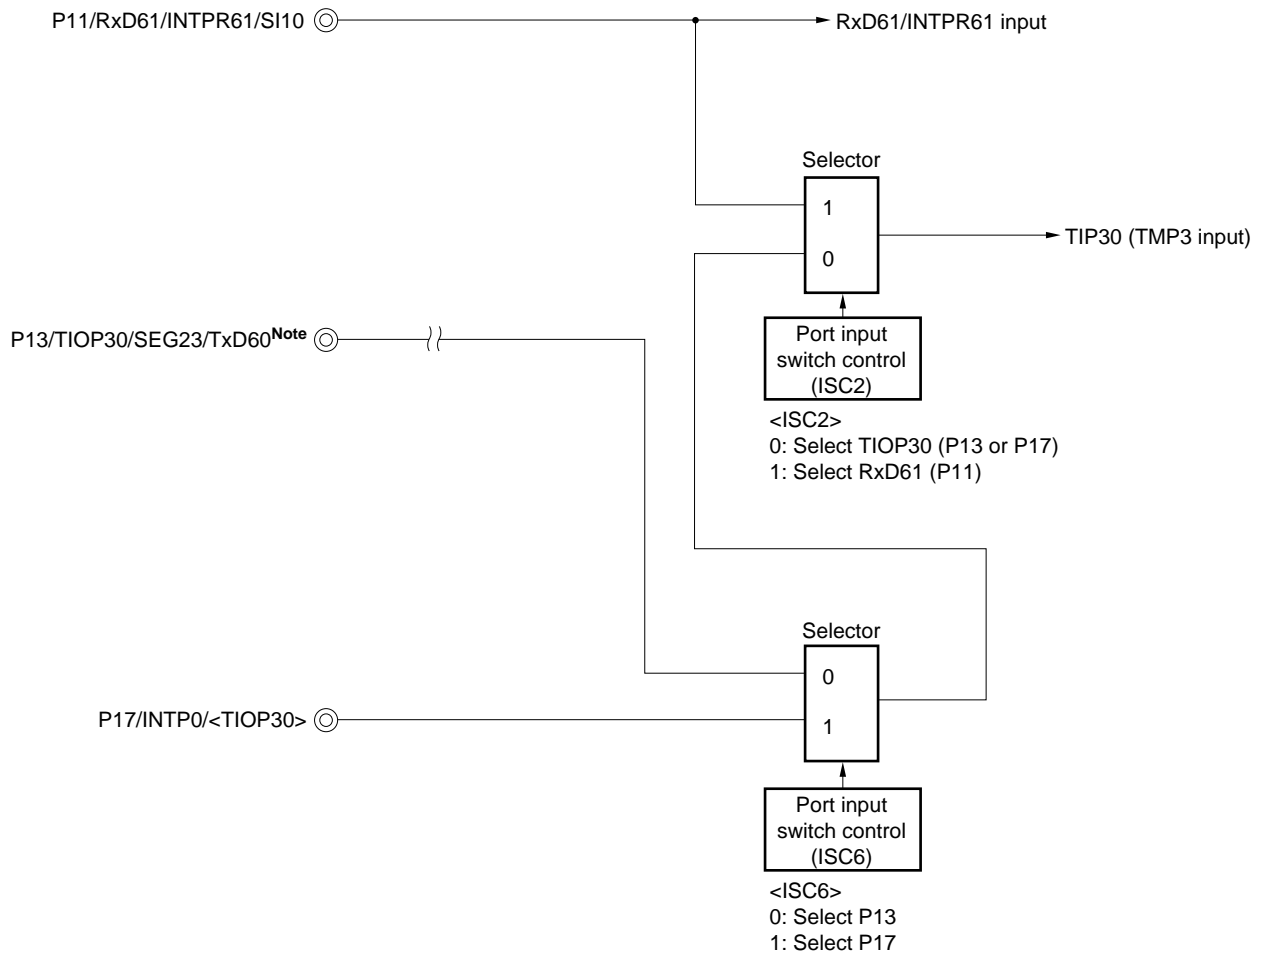 P11/RxD61/INTPR61/SI10
RxD61/INTPR61 input
Selector
1
0
TIP30 (TMP3 input)
P13/TIOP30/SEG23/TxD60Note
Port input
switch control
(ISC2)
<ISC2>
0: Select TIOP30 (P13 or P17)
1: Select RxD61 (P11)
Selector
0
1
P17/INTP0/<TIOP30>
Port input
switch control
(ISC6)
<ISC6>
0: Select P13
1: Select P17